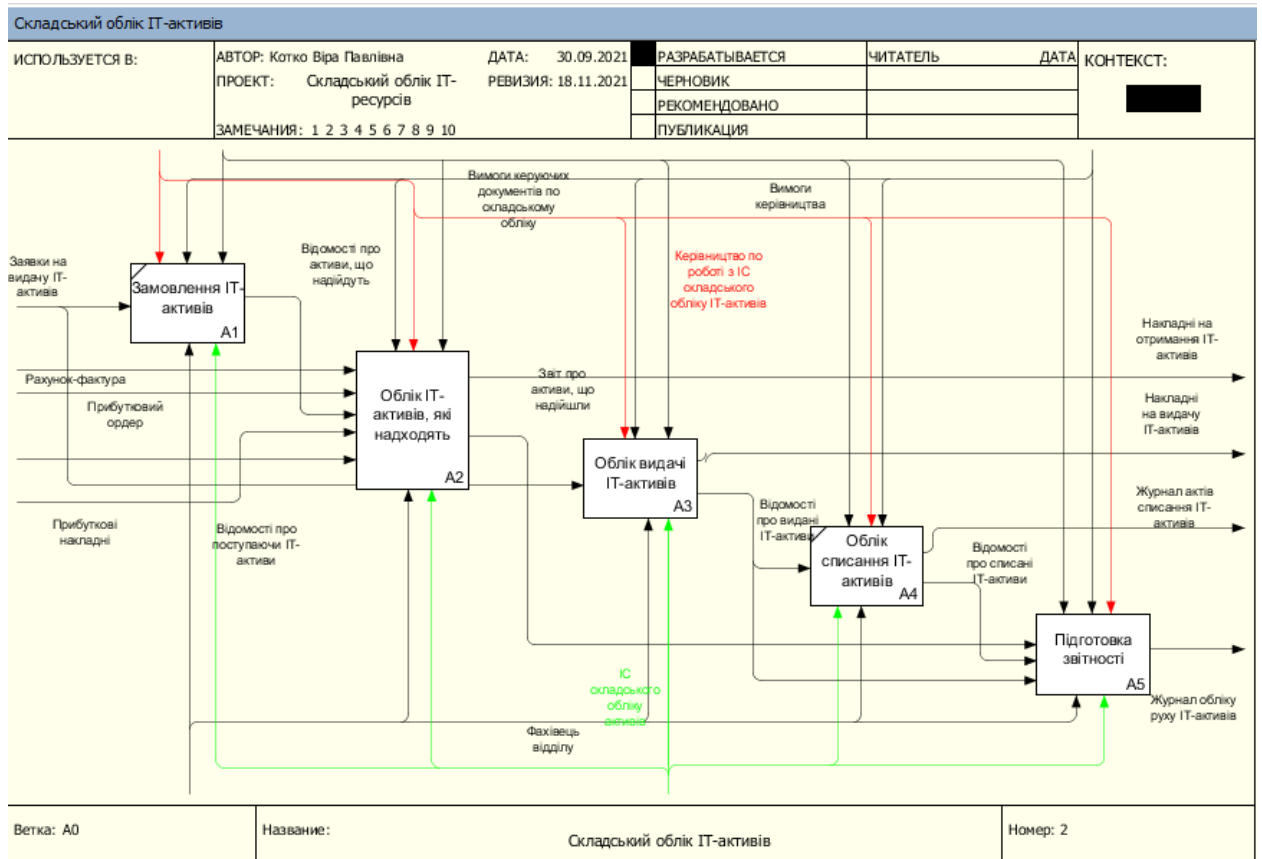 Складський облік ІТ-активів
ИСПОЛЬЗУЕТСЯ В:
АВТОР: Котко Віра Павлівна
ДАТА: 30.09.2021
РАЗРАБАТЫВАЕТСЯ
ЧИТАТЕЛЬ
ДАТА
КОНТЕКСТ:
ПРОЕКТ: Складський облік ІТ-
ресурсів
РЕВИЗИЯ: 18.11.2021
ЧЕРНОВИК
РЕКОМЕНДОВАНО
ЗАМЕЧАНИЯ: 1 2 3 4 5 6 7 8 9 10
ПУБЛИКАЦИЯ
Вимоги керуючих
документів по
складському
обліку
Вимоги
керівництва
Відомості про
активи, що
надійдуть
Керівництво по
роботі з ІС
складського
обліку ІТ-активів
Заявки на
видачу ІТ-
активів
Замовлення ІТ-
активів
А1
Накладні на
отримання ІТ-
активів
Рахунок-фактура
Прибутковий
ордер
Облік ІТ-
активів, які
надходять
А2
Звіт про
активи, що
надійшли
Накладні
на видачу
ІТ-активів
Облік видачі
ІТ-активів
А3
Прибуткові
накладні
Відомості про
поступаючи ІТ-
активи
Відомості
про видані
ІТ-активи
Журнал актів
списання ІТ-
активів
Облік
списання ІТ-
активів
А4
Відомості
про списані
ІТ-активи
Підготовка
звітності
А5
ІС
складського
обліку
активів
Журнал обліку
руху ІТ-активів
Фахівець
відділу
Ветка: А0
Название:
Складський облік ІТ-активів
Номер: 2